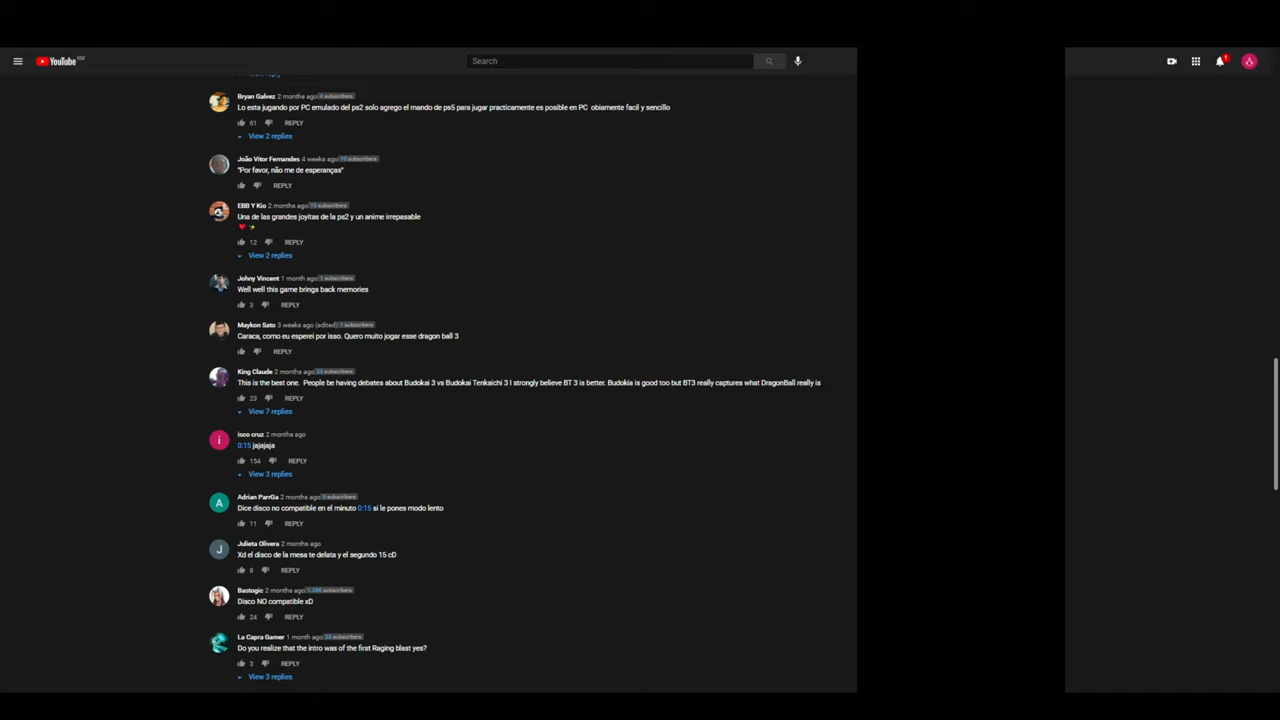 YouTube KW
Search
1
View reply
Bryan Galvez 2 months ago 4 subscribers
Lo esta jugando por PC emulado del ps2 solo agrego el mando de ps5 para jugar practicamente es posible en PC obiamente facil y sencillo
61 REPLY
View 2 replies
João Vitor Fernandes 4 weeks ago 10 subscribers
"Por favor, não me de esperanças"
REPLY
EBB Y Kio 2 months ago 15 subscribers
Una de las grandes joyitas de la ps2 y un anime irrepasable
❤️✨
12 REPLY
View 2 replies
Johny Vincent 1 month ago 1 subscribers
Well well this game brings back memories
3 REPLY
Maykon Sato 3 weeks ago (edited) 1 subscribers
Caraca, como eu esperei por isso. Quero muito jogar esse dragon ball 3
REPLY
King Claude 2 months ago 23 subscribers
This is the best one. People be having debates about Budokai 3 vs Budokai Tenkaichi 3 I strongly believe BT 3 is better. Budokia is good too but BT3 really captures what DragonBall really is
23 REPLY
View 7 replies
i
isco cruz 2 months ago
0:15 jajajaja
154 REPLY
View 3 replies
A
Adrian ParrGa 2 months ago 3 subscribers
Dice disco no compatible en el minuto 0:15 si le pones modo lento
11 REPLY
J
Julieta Olivera 2 months ago
Xd el disco de la mesa te delata y el segundo 15 cD
8 REPLY
Bastogic 2 months ago subscribers
Disco NO compatible xD
24 REPLY
La Capra Gamer 1 month ago 23 subscribers
Do you realize that the intro was of the first Raging blast yes?
3 REPLY
View 3 replies